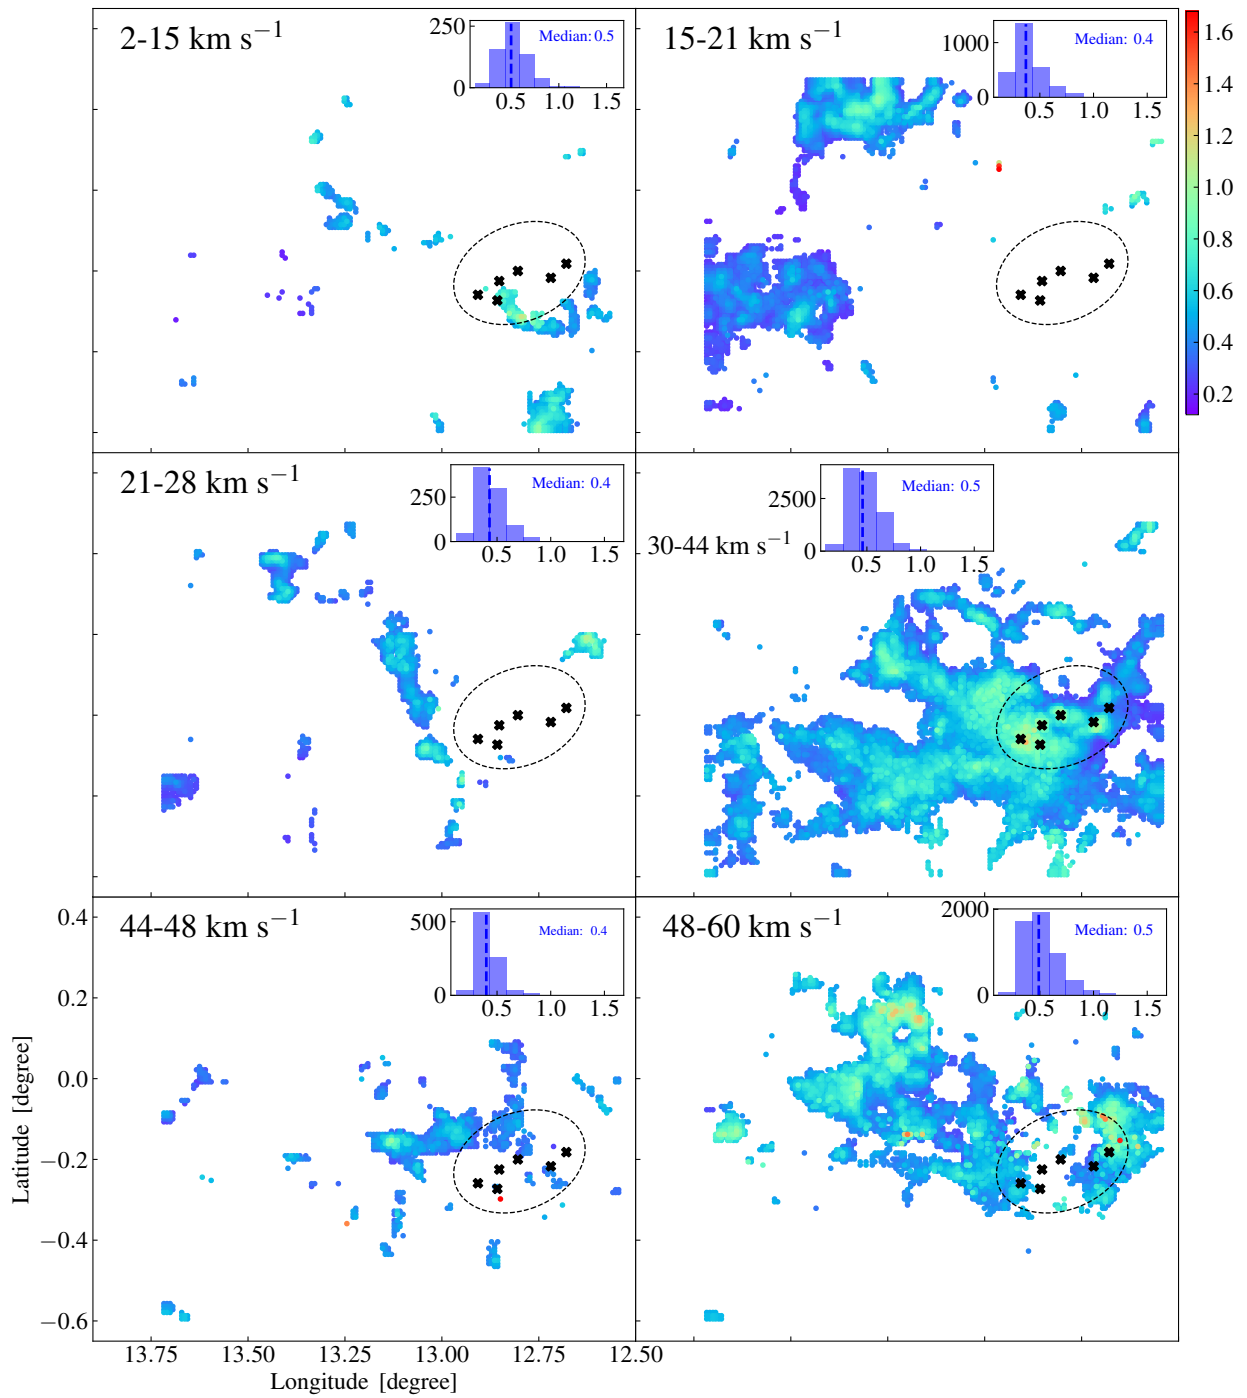 2-15 km s−1
250
0
Median: 0.5
0.5 1.0 1.5
15-21 km s−1
1000
0
Median: 0.4
0.5 1.0 1.5
1.6
1.4
1.2
1.0
0.8
0.6
0.4
0.2
21-28 km s−1
250
0
Median: 0.4
0.5 1.0 1.5
30-44 km s−1
2500
0
Median: 0.5
0.5 1.0 1.5
44-48 km s−1
500
0
Median: 0.4
0.5 1.0 1.5
48-60 km s−1
2000
0
Median: 0.5
0.5 1.0 1.5
0.4
0.2
0.0
−0.2
−0.4
−0.6
Latitude [degree]
13.75 13.50 13.25 13.00 12.75 12.50
Longitude [degree]